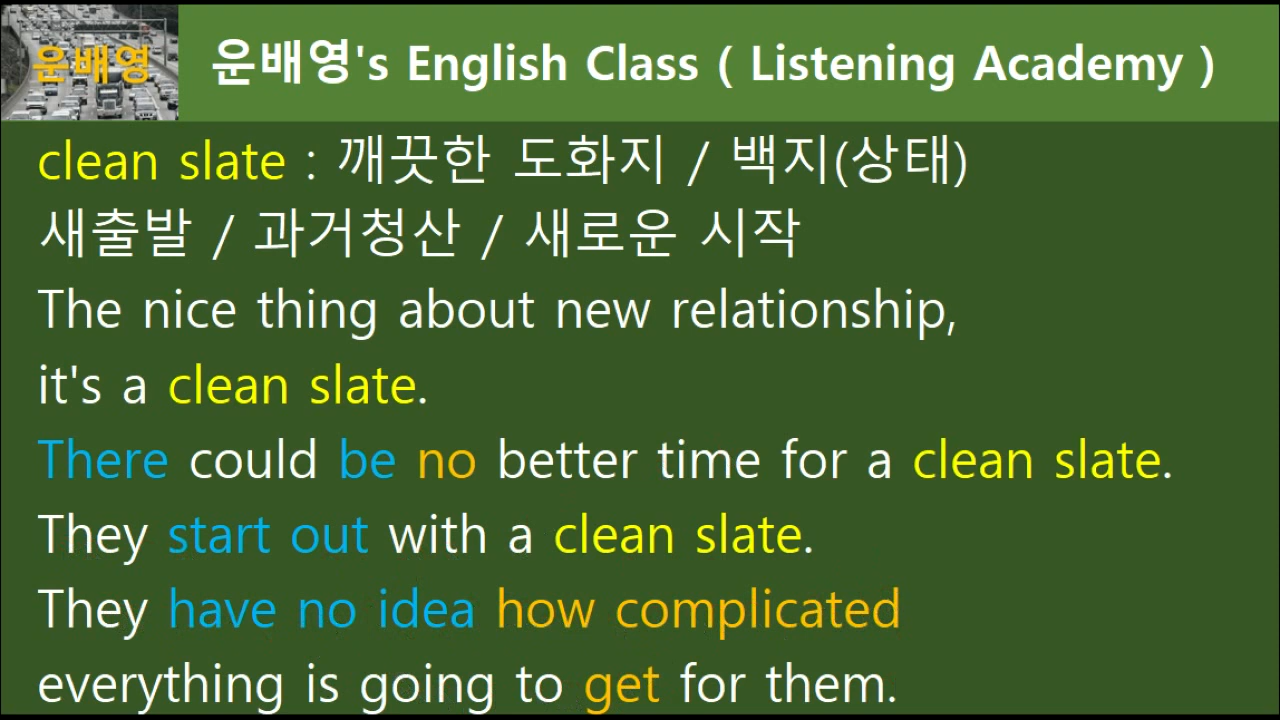 운배영
운배영's English Class ( Listening Academy )
clean slate : 깨끗한 도화지 / 백지(상태)
새출발 / 과거청산 / 새로운 시작
The nice thing about new relationship,
it's a clean slate.
There could be no better time for a clean slate.
They start out with a clean slate.
They have no idea how complicated
everything is going to get for them.